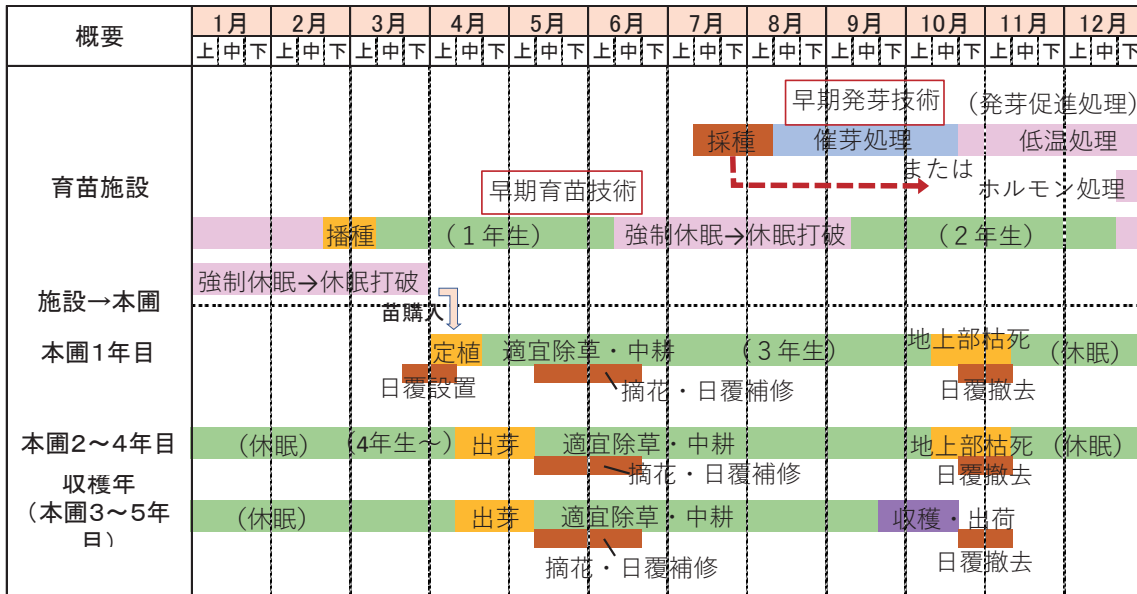 概要 1月 2月 3月 4月 5月 6月 7月 8月 9月 10月 11月 12月
上 中 下 上 中 下 上 中 下 上 中 下 上 中 下 上 中 下 上 中 下 上 中 下 上 中 下 上 中 下 上 中 下 上 中 下
早期発芽技術 (発芽促進処理)
採種 催芽処理 低温処理
または
育苗施設 早期育苗技術 ホルモン処理
播種 (1年生) 強制休眠→休眠打破 (2年生)
強制休眠→休眠打破
施設→本圃
苗購入
本圃1年目 定植 適宜除草・中耕 (3年生) 地上部枯死 (休眠)
日覆設置 摘花・日覆補修 日覆撤去
本圃2～4年目 (休眠) (4年生～) 出芽 適宜除草・中耕 地上部枯死 (休眠)
摘花・日覆補修 日覆撤去
収穫年
(本圃3～5年
目) (休眠) 出芽 適宜除草・中耕 収穫・出荷
摘花・日覆補修 日覆撤去